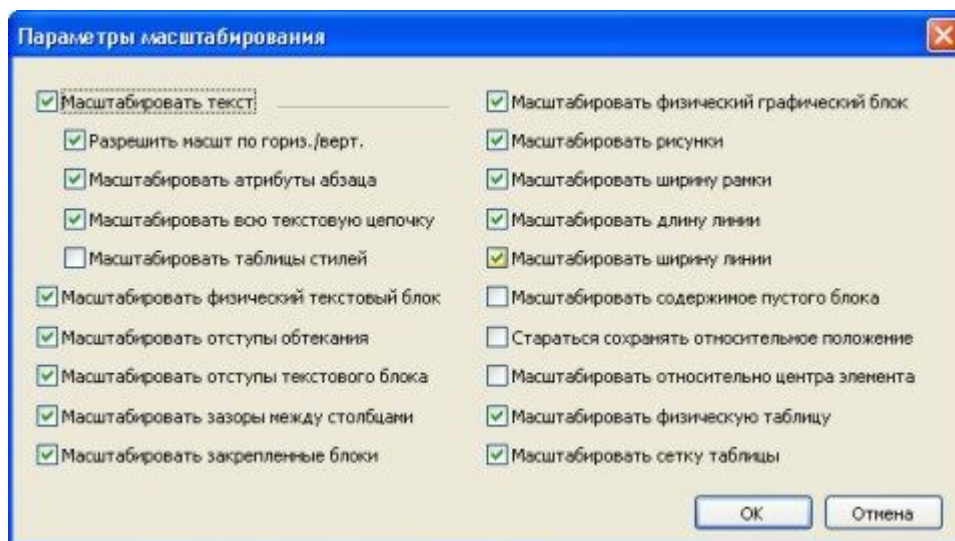 Параметры масштабирования
Масштабировать текст
Разрешить масшт по гориз./верт.
Масштабировать атрибуты абзаца
Масштабировать всю текстовую цепочку
Масштабировать таблицы стилей
Масштабировать физический текстовый блок
Масштабировать отступы обтекания
Масштабировать отступы текстового блока
Масштабировать зазоры между столбцами
Масштабировать закрепленные блоки
Масштабировать физический графический блок
Масштабировать рисунки
Масштабировать ширину рамки
Масштабировать длину линии
Масштабировать ширину линии
Масштабировать содержимое пустого блока
Стараться сохранять относительное положение
Масштабировать относительно центра элемента
Масштабировать физическую таблицу
Масштабировать сетку таблицы
OK
Отмена